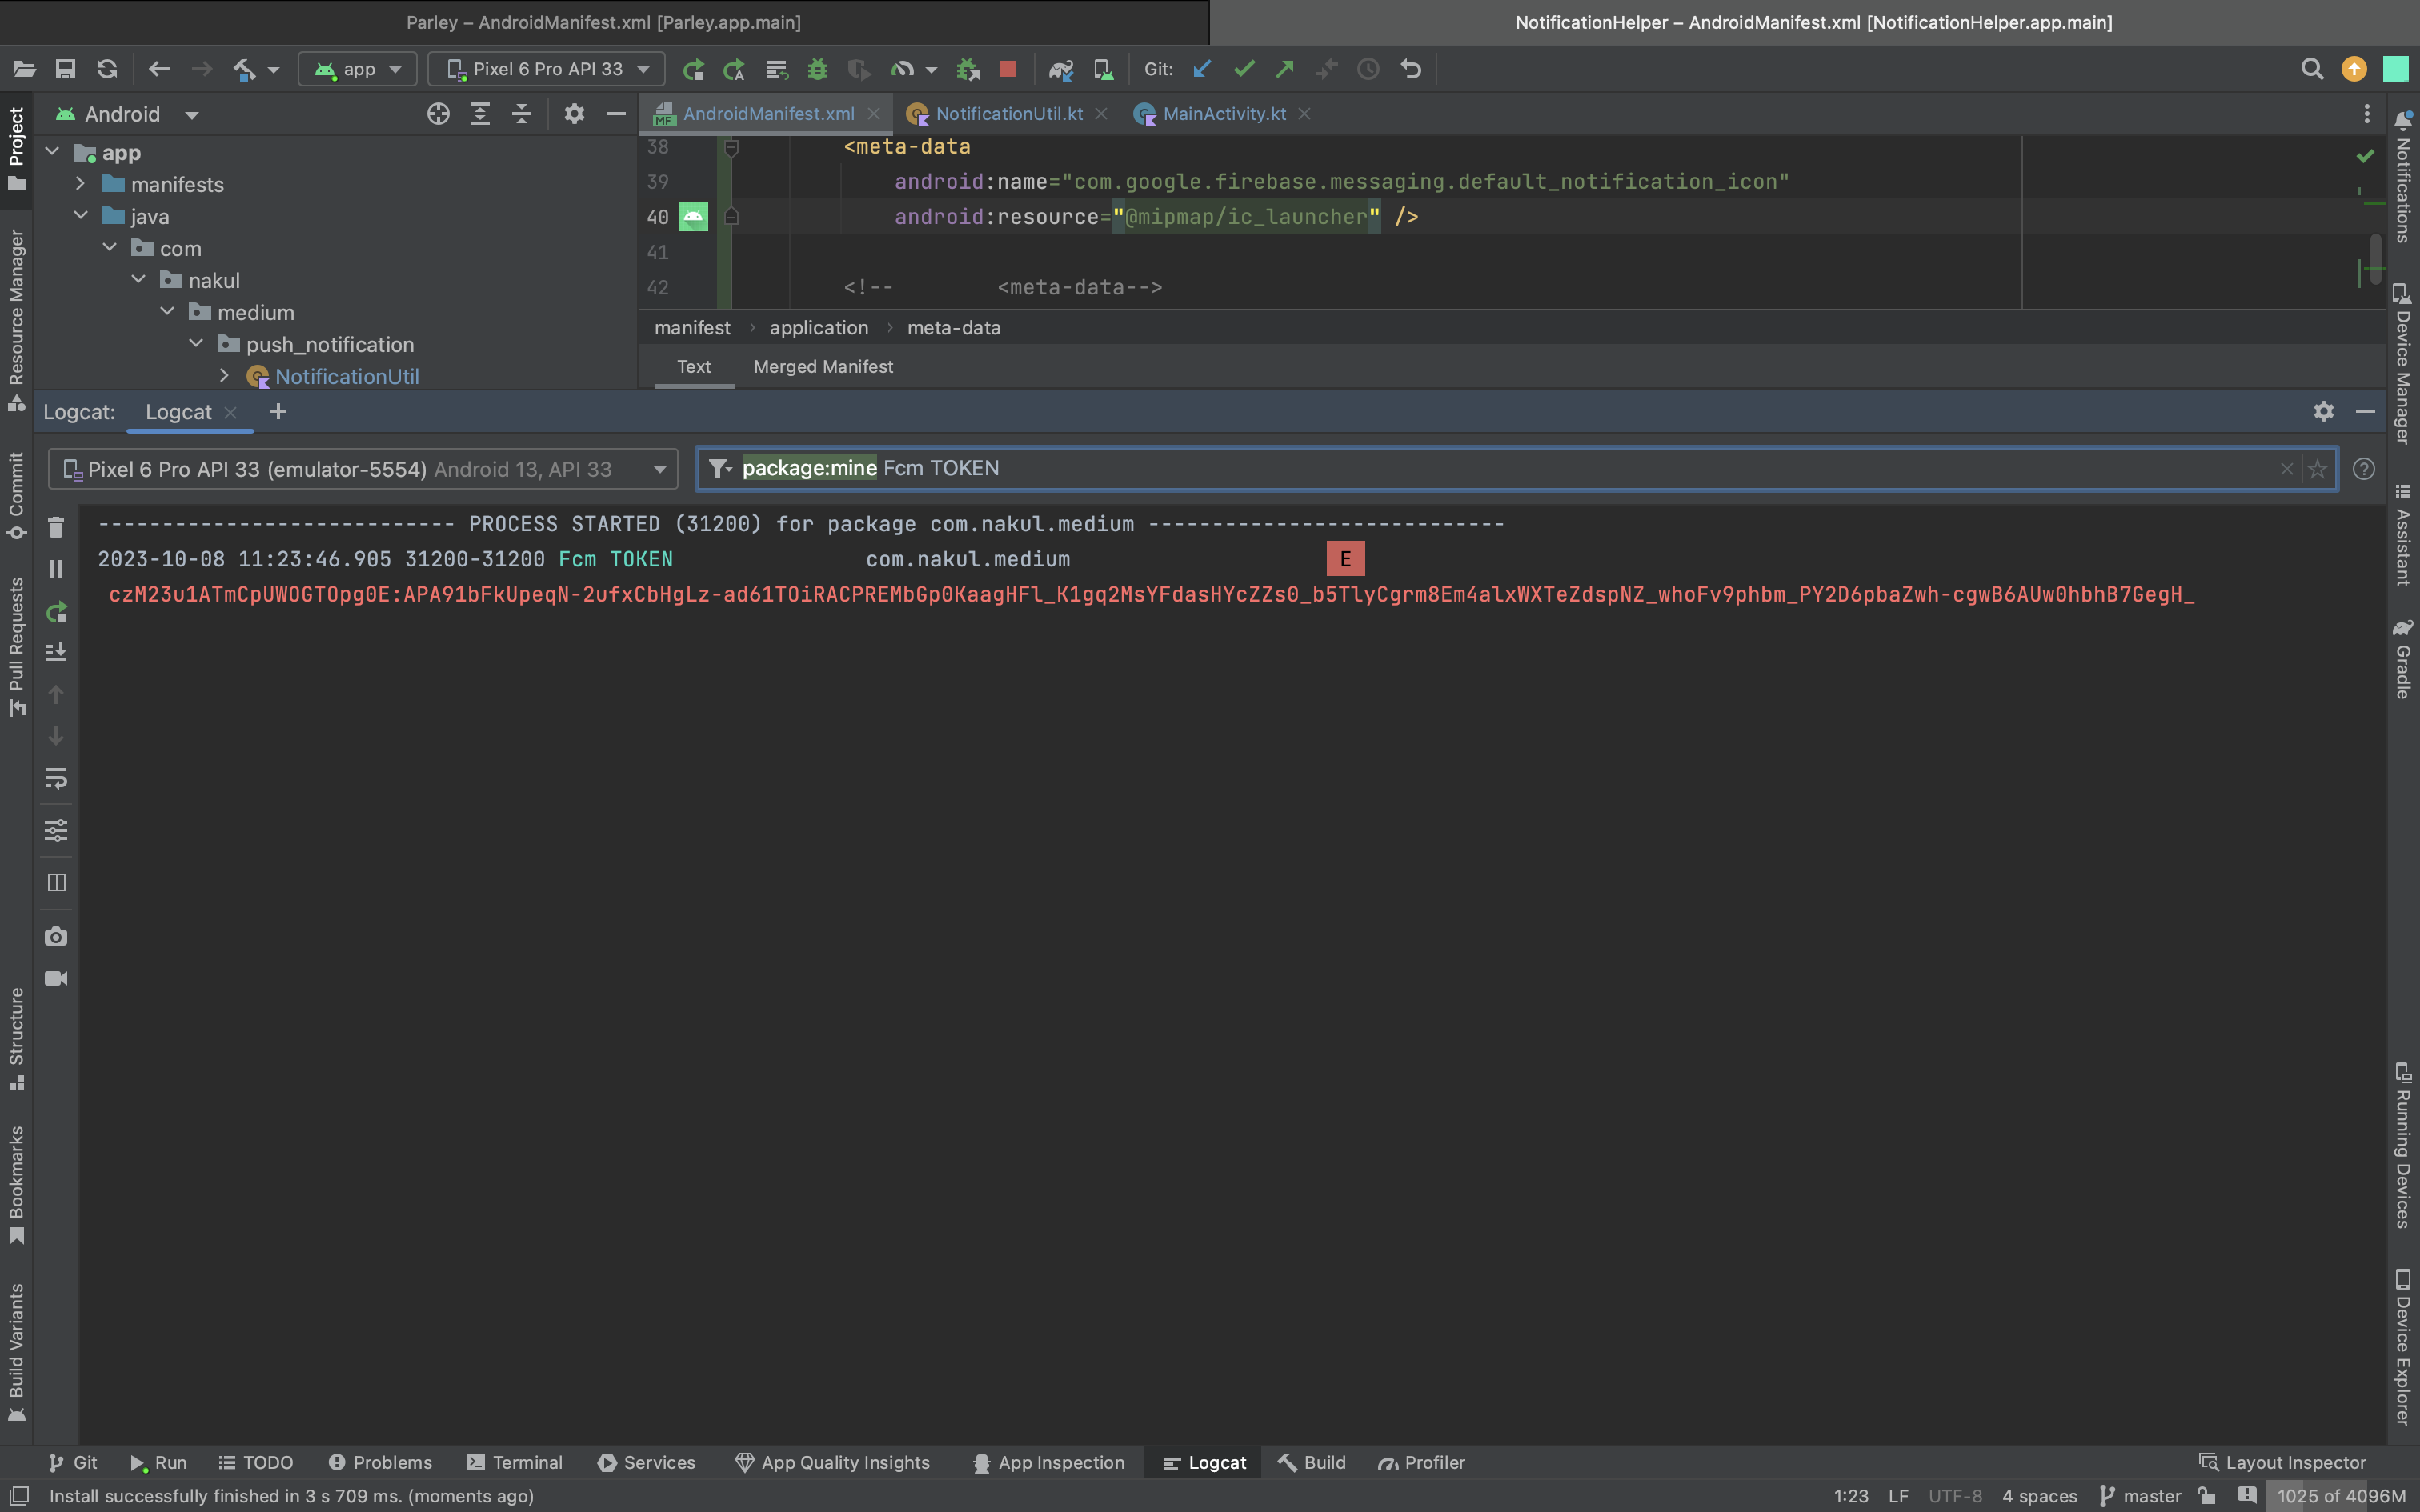 Parley – AndroidManifest.xml [Parley.app.main]
NotificationHelper – AndroidManifest.xml [NotificationHelper.app.main]
app
Pixel 6 Pro API 33
Git:
Android
AndroidManifest.xml
NotificationUtil.kt
MainActivity.kt
Project
Resource Manager
Commit
Pull Requests
Structure
Bookmarks
Build Variants
app
manifests
java
com
nakul
medium
push_notification
NotificationUtil
38 <meta-data
39 android:name="com.google.firebase.messaging.default_notification_icon"
40 android:resource="@mipmap/ic_launcher" />
41
42 <!-- <meta-data-->
manifest > application > meta-data
Text Merged Manifest
Logcat: Logcat
Pixel 6 Pro API 33 (emulator-5554) Android 13, API 33
package:mine Fcm TOKEN
---------------------------- PROCESS STARTED (31200) for package com.nakul.medium ----------------------------
2023-10-08 11:23:46.905 31200-31200 Fcm TOKEN com.nakul.medium E
czM23u1ATmCpUWOGTOpg0E:APA91bFkUpeqN-2ufxCbHgLz-ad61TOiRACPREMbGp0KaagHFl_K1gq2MsYFdasHYcZZs0_b5TlyCgrm8Em4alxWXTeZdspNZ_whoFv9phbm_PY2D6pbaZwh-cgwB6AUw0hbhB7GegH_
Notifications
Device Manager
Assistant
Gradle
Running Devices
Device Explorer
Git Run TODO Problems Terminal Services App Quality Insights App Inspection Logcat Build Profiler Layout Inspector
Install successfully finished in 3 s 709 ms. (moments ago)
1:23 LF UTF-8 4 spaces master 1025 of 4096M